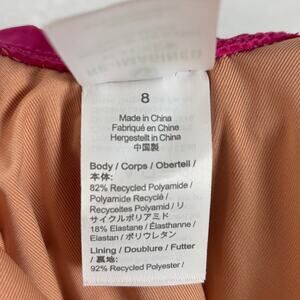 8
Made in China
Fabriqué en Chine
Hergestellt in China
中国製
Body / Corps / Oberteil /
本体:
82% Recycled Polyamide /
Polyamide Recyclé /
Recyceltes Polyamid / リ
サイクルポリアミド
18% Elastane / Élasthanne /
Elastan / ポリウレタン
Lining / Doublure / Futter
/ 裏地:
92% Recycled Polyester /